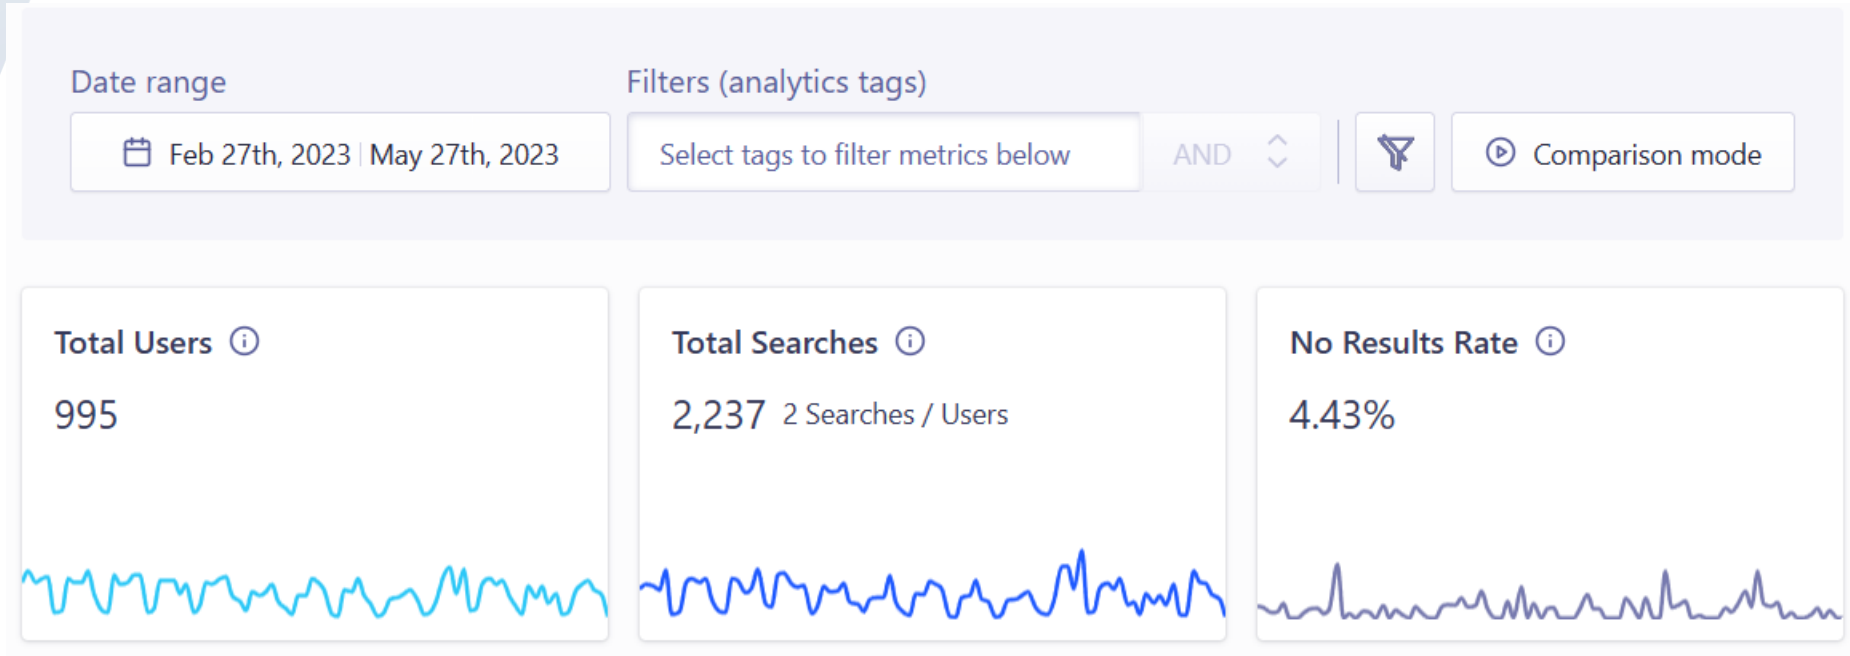 Date range
Filters (analytics tags)
Feb 27th, 2023 May 27th, 2023
Select tags to filter metrics below
AND
Comparison mode
Total Users
995
Total Searches
2,237 2 Searches / Users
No Results Rate
4.43%